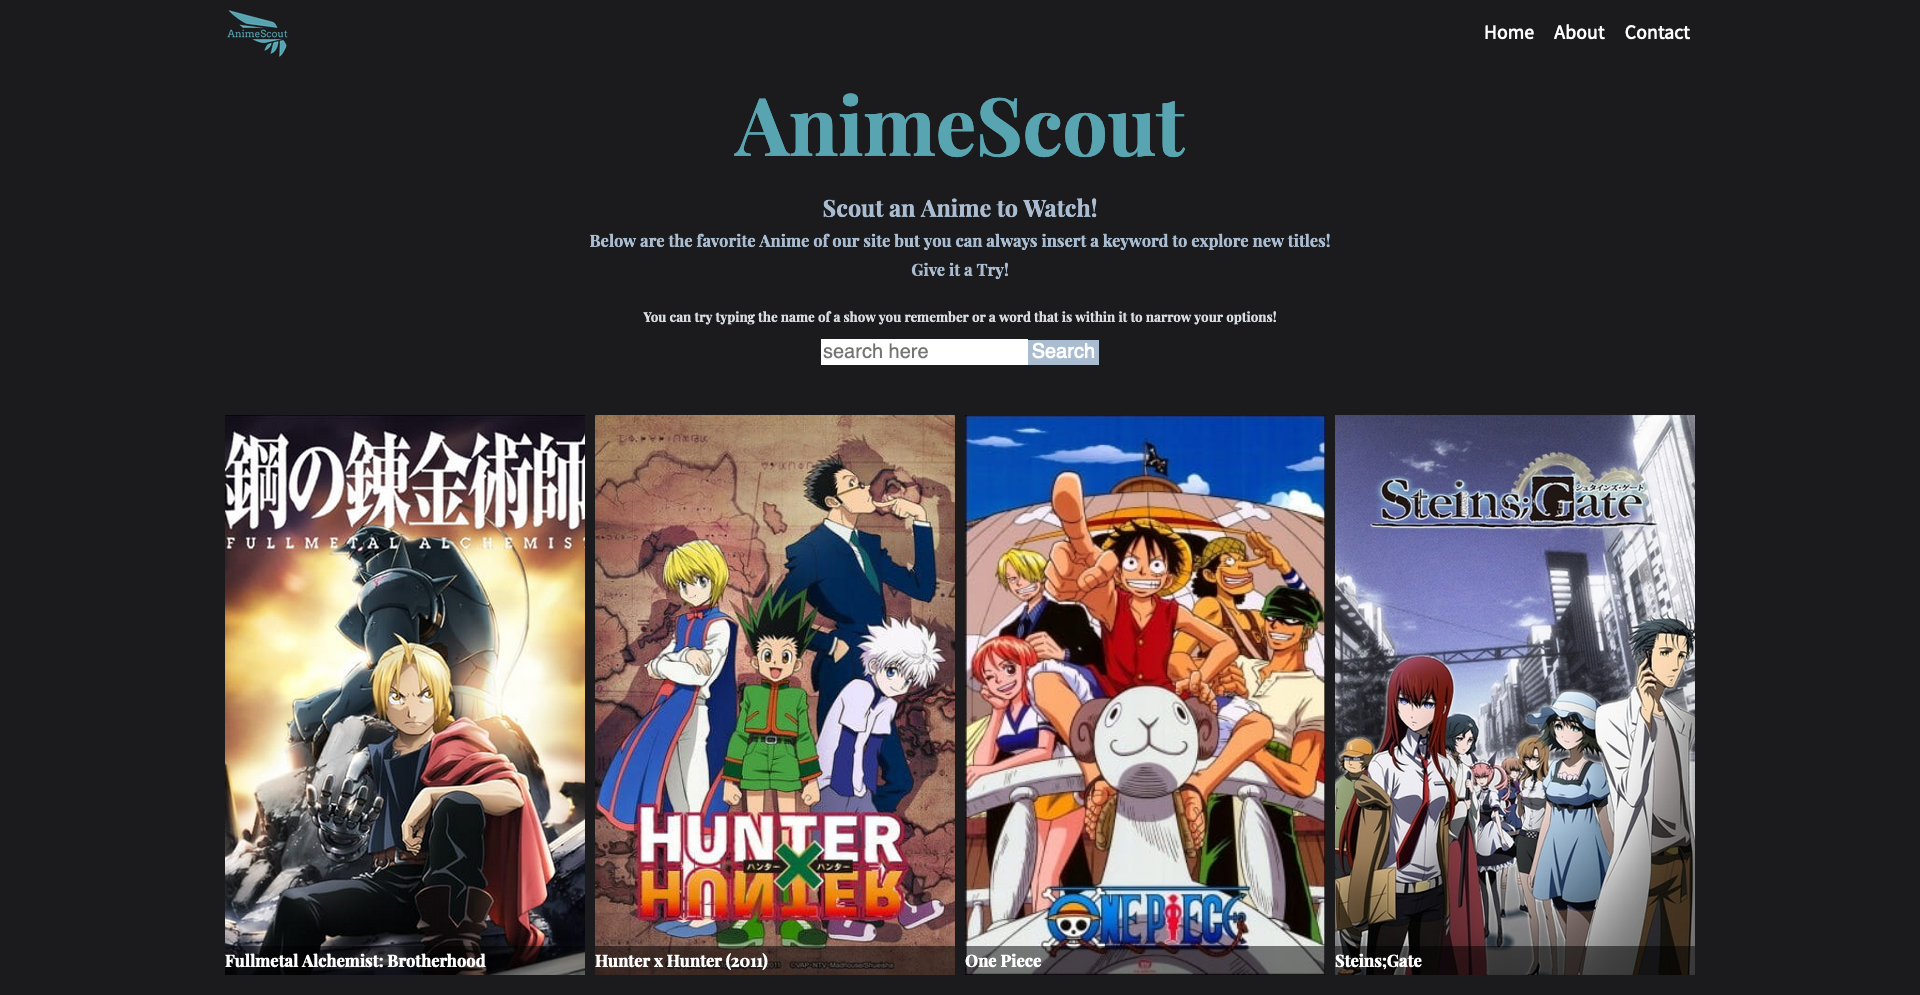 AnimeScout
Home About Contact
AnimeScout
Scout an Anime to Watch!
Below are the favorite Anime of our site but you can always insert a keyword to explore new titles!
Give it a Try!
You can try typing the name of a show you remember or a word that is within it to narrow your options!
search here Search
鋼の錬金術師
FULLMETAL ALCHEMIST
Fullmetal Alchemist: Brotherhood
HUNTER
ハンター × ハンター
HUNTER
Hunter x Hunter (2011)
ONE PIECE
One Piece
シュタインズ・ゲート
Steins;Gate
Steins;Gate